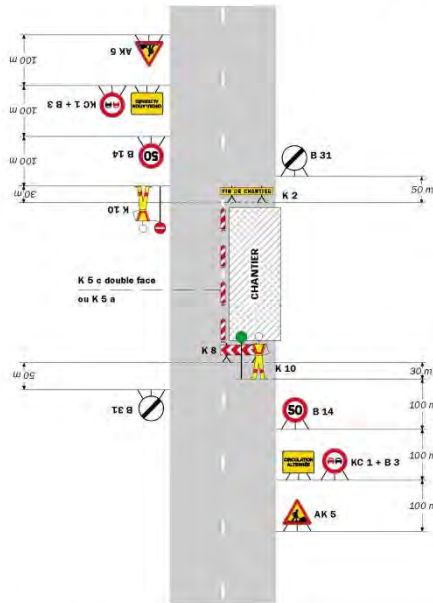 100 m
AK 5
100 m
KC 1 + B 3
CIRCULATION
ALTERNÉE
100 m
B 14
50
B 31
50 m
30 m
K 10
FIN DE CHANTIER
K 2
CHANTIER
K 5 c double face
ou K 5 a
K 8
K 10
50 m
30 m
B 31
50
B 14
100 m
CIRCULATION
ALTERNÉE
KC 1 + B 3
100 m
AK 5
100 m